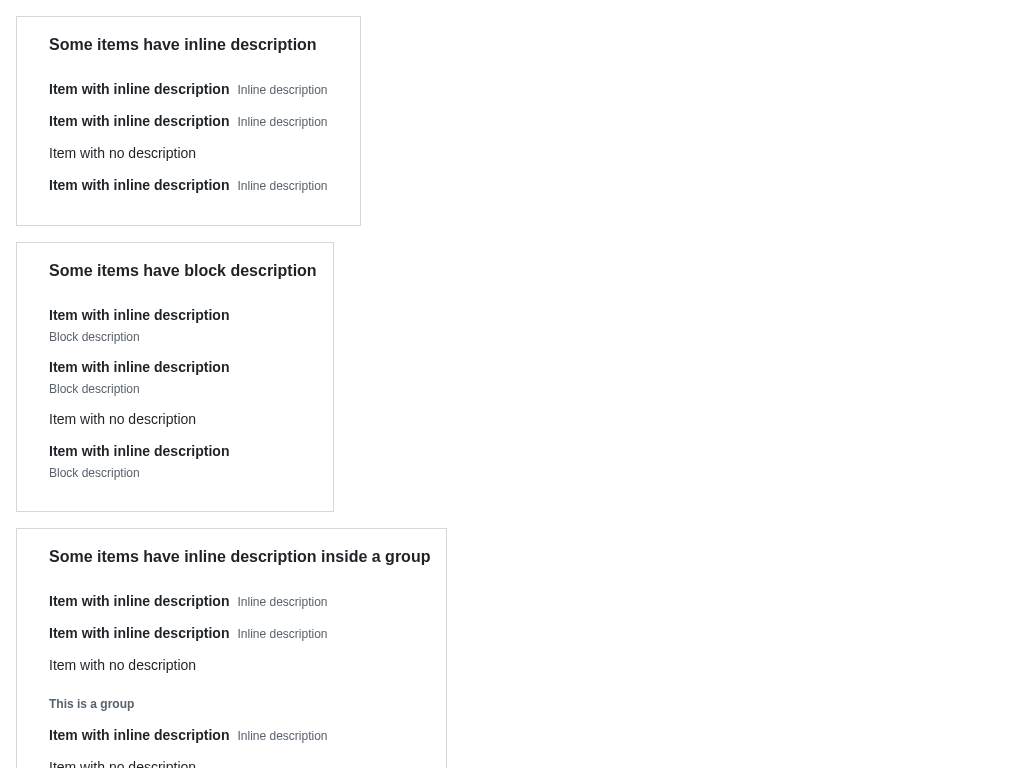 Some items have inline description
Item with inline description Inline description
Item with inline description Inline description
Item with no description
Item with inline description Inline description
Some items have block description
Item with inline description
Block description
Item with inline description
Block description
Item with no description
Item with inline description
Block description
Some items have inline description inside a group
Item with inline description Inline description
Item with inline description Inline description
Item with no description
This is a group
Item with inline description Inline description
Item with no description